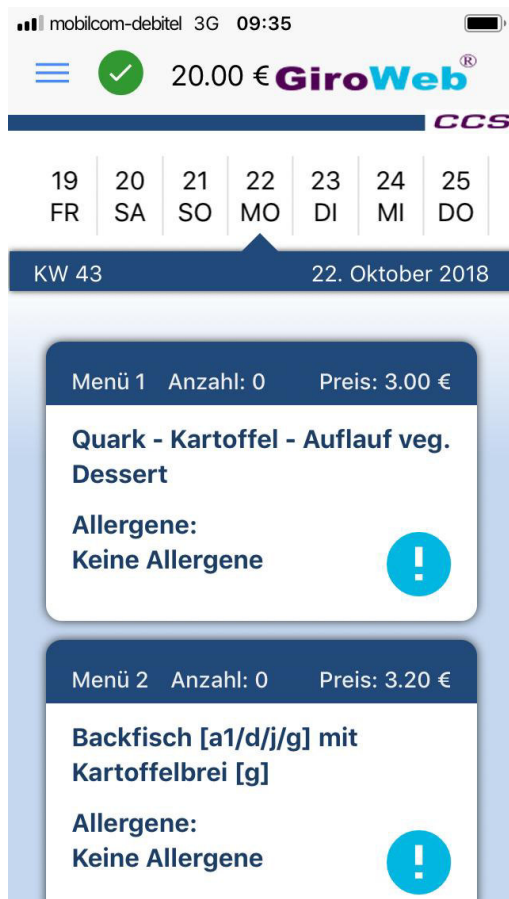 mobilcom-debitel 3G 09:35
20.00 € GiroWeb®
CCS
19 20 21 22 23 24 25
FR SA SO MO DI MI DO
KW 43 22. Oktober 2018
Menü 1 Anzahl: 0 Preis: 3.00 €
Quark - Kartoffel - Auflauf veg.
Dessert
Allergene:
Keine Allergene
!
Menü 2 Anzahl: 0 Preis: 3.20 €
Backfisch [a1/d/j/g] mit
Kartoffelbrei [g]
Allergene:
Keine Allergene
!